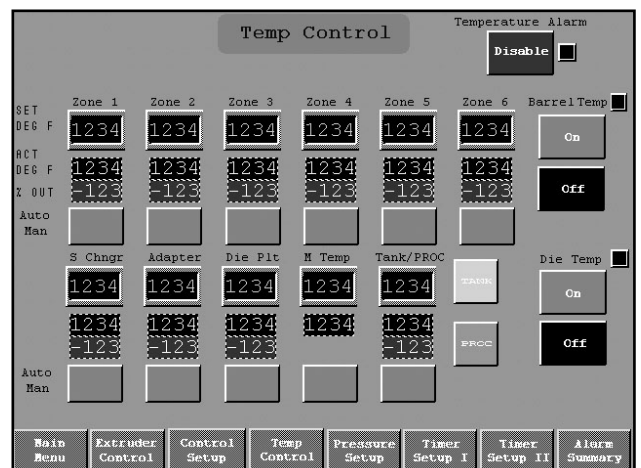 Temp Control
Temperature Alarm
Disable
Zone 1 Zone 2 Zone 3 Zone 4 Zone 5 Zone 6 BarrelTemp
SET
DEG F
1234 1234 1234 1234 1234 1234
On
ACT
DEG F
1234 1234 1234 1234 1234 1234
% OUT
-123 -123 -123 -123 -123 -123
Off
Auto
Man
S Chngr Adapter Die Plt M Temp Tank/PROC
Die Temp
1234 1234 1234 1234 1234
TANK
On
1234 1234 1234 1234 1234
-123 -123 -123 -123
PROC
Off
Auto
Man
Main Menu
Extruder Control
Control Setup
Temp Control
Pressure Setup
Timer Setup I
Timer Setup II
Alarm Summary